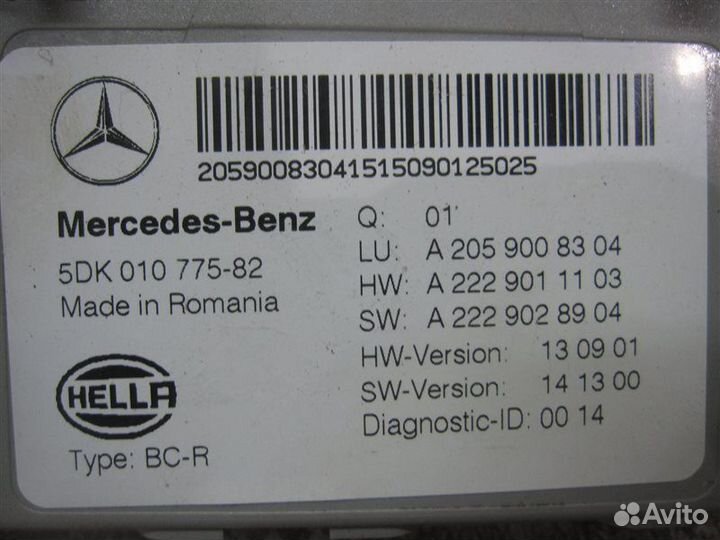 20590083041515090125025
Mercedes-Benz
5DK 010 775-82
Made in Romania
HELLA
Type: BC-R
Q: 01
LU: A 205 900 83 04
HW: A 222 901 11 03
SW: A 222 902 89 04
HW-Version: 13 09 01
SW-Version: 14 13 00
Diagnostic-ID: 00 14
Avito